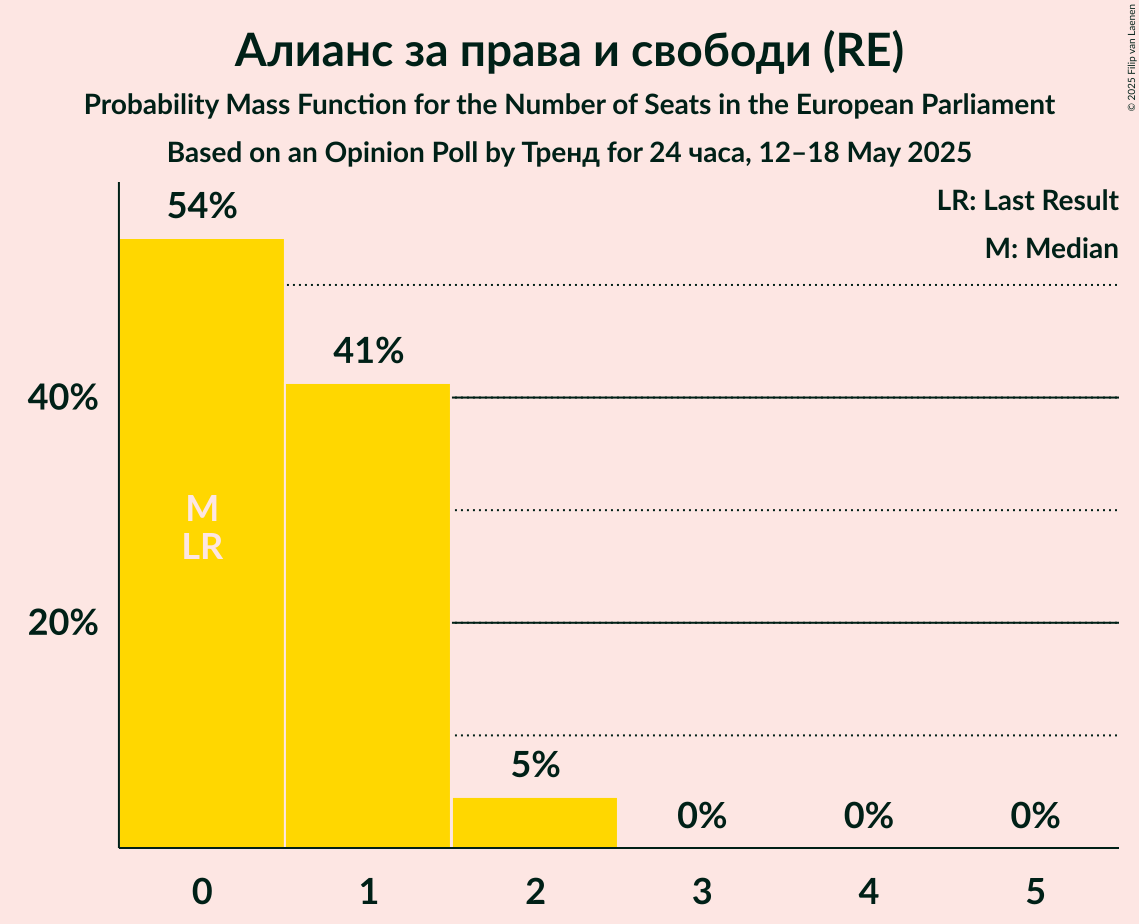 Алианс за права и свободи (RE)
Probability Mass Function for the Number of Seats in the European Parliament
Based on an Opinion Poll by Тренд for 24 часа, 12–18 May 2025
© 2025 Filip van Laenen
LR: Last Result
M: Median
54%
41%
40%
M
LR
20%
5%
0%
0%
0%
0
1
2
3
4
5